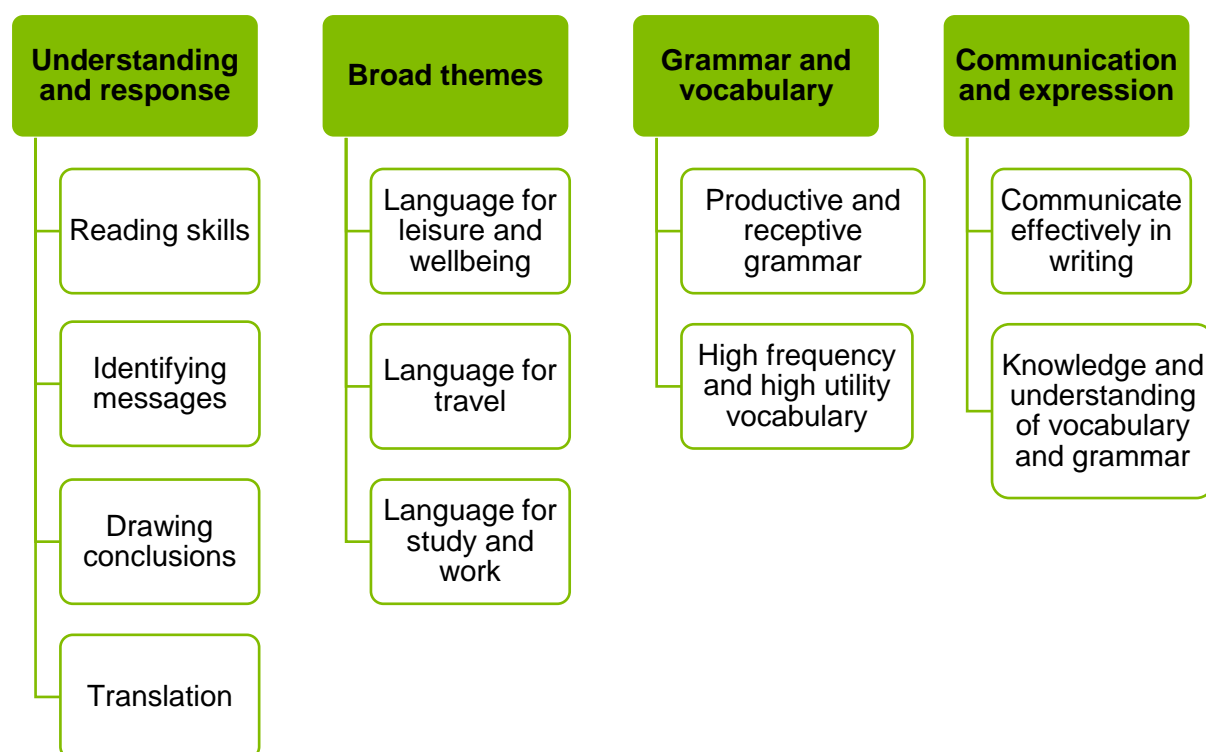 Understanding
and response
Reading skills
Identifying
messages
Drawing
conclusions
Translation
Broad themes
Language for
leisure and
wellbeing
Language for
travel
Language for
study and
work
Grammar and
vocabulary
Productive and
receptive
grammar
High frequency
and high utility
vocabulary
Communication
and expression
Communicate
effectively in
writing
Knowledge and
understanding
of vocabulary
and grammar